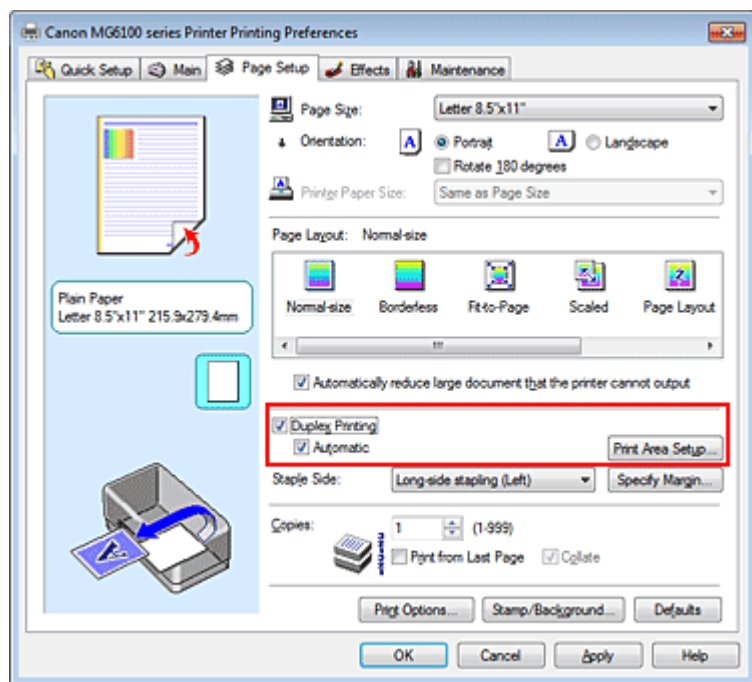 Canon MG6100 series Printer Printing Preferences
Quick Setup Main Page Setup Effects Maintenance
Page Size: Letter 8.5"x11"
Orientation: A Portrait A Landscape
Rotate 180 degrees
Printer Paper Size: Same as Page Size
Page Layout: Normal-size
Plain Paper
Letter 8.5"x11" 215.9x279.4mm
Normal-size Borderless Fit-to-Page Scaled Page Layout
Automatically reduce large document that the printer cannot output
Duplex Printing
Automatic Print Area Setup...
Staple Side: Long-side stapling (Left) Specify Margin...
Copies: 1 (1-999)
Print from Last Page Collate
Print Options... Stamp/Background... Defaults
OK Cancel Apply Help